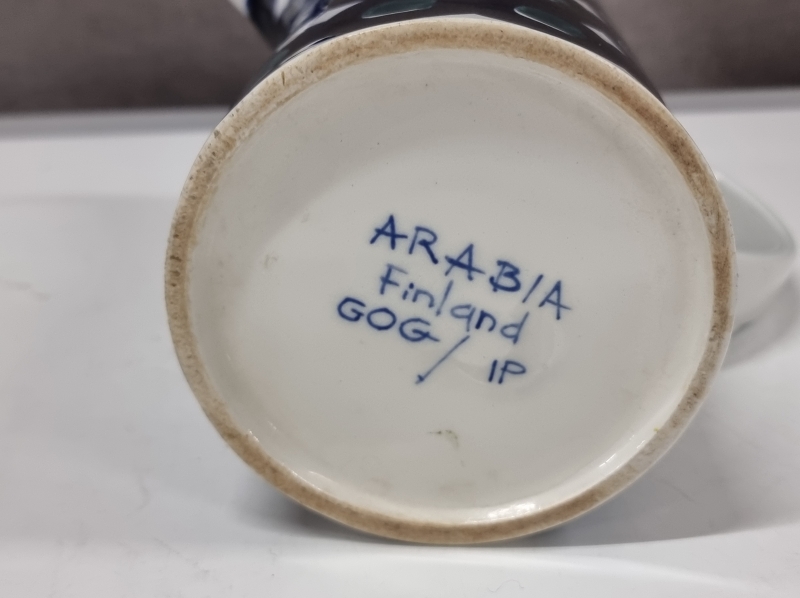 ARABIA
Finland
GOG / IP